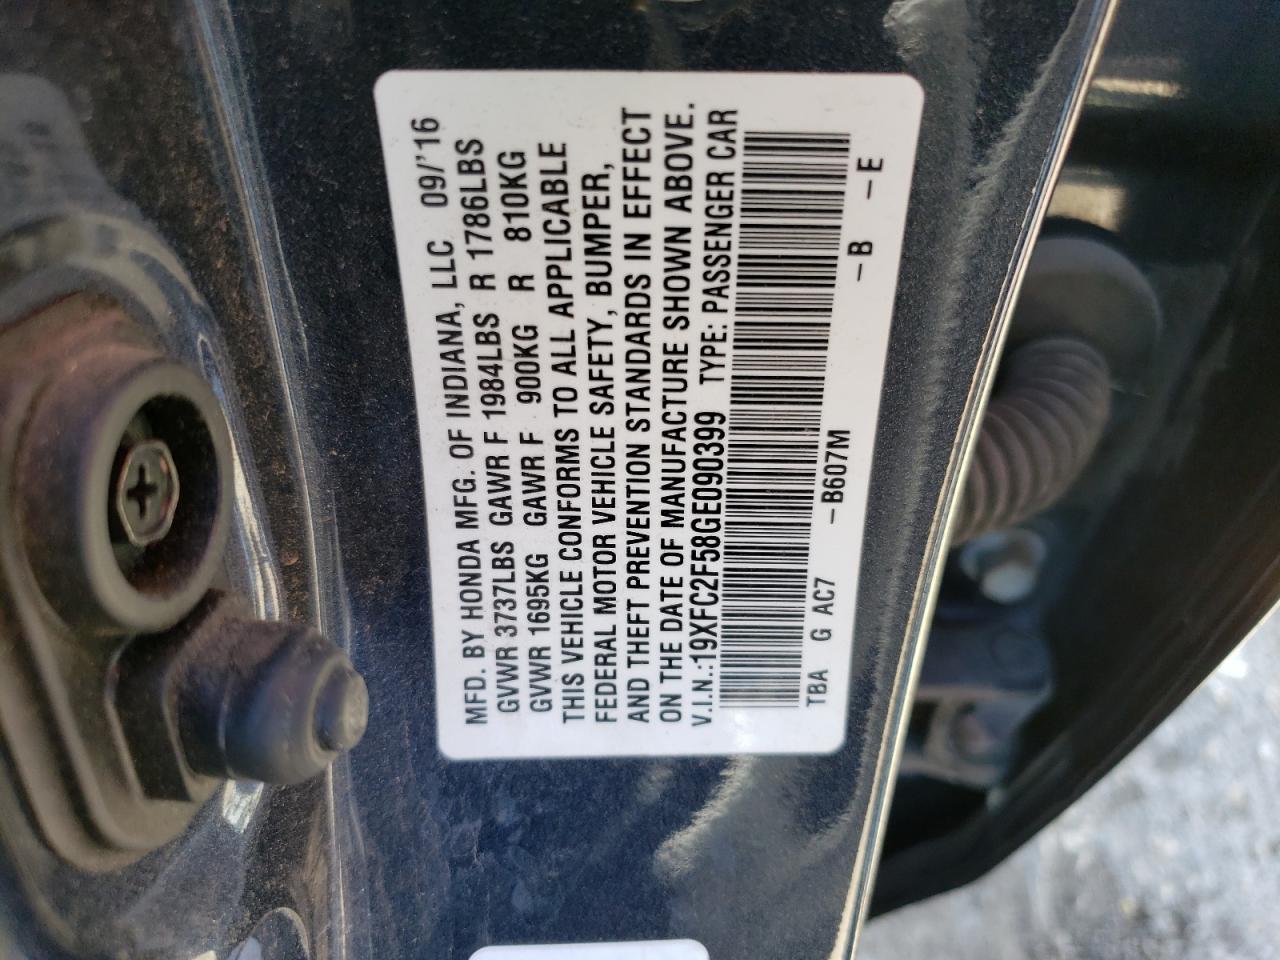 MFD. BY HONDA MFG. OF INDIANA, LLC 09/'16
GVWR 3737LBS GAWR F 1984LBS R 1786LBS
GVWR 1695KG GAWR F 900KG R 810KG
THIS VEHICLE CONFORMS TO ALL APPLICABLE
FEDERAL MOTOR VEHICLE SAFETY, BUMPER,
AND THEFT PREVENTION STANDARDS IN EFFECT
ON THE DATE OF MANUFACTURE SHOWN ABOVE.
V.I.N.:19XFC2F58GE090399 TYPE: PASSENGER CAR
TBA G AC7 -B607M -B -E